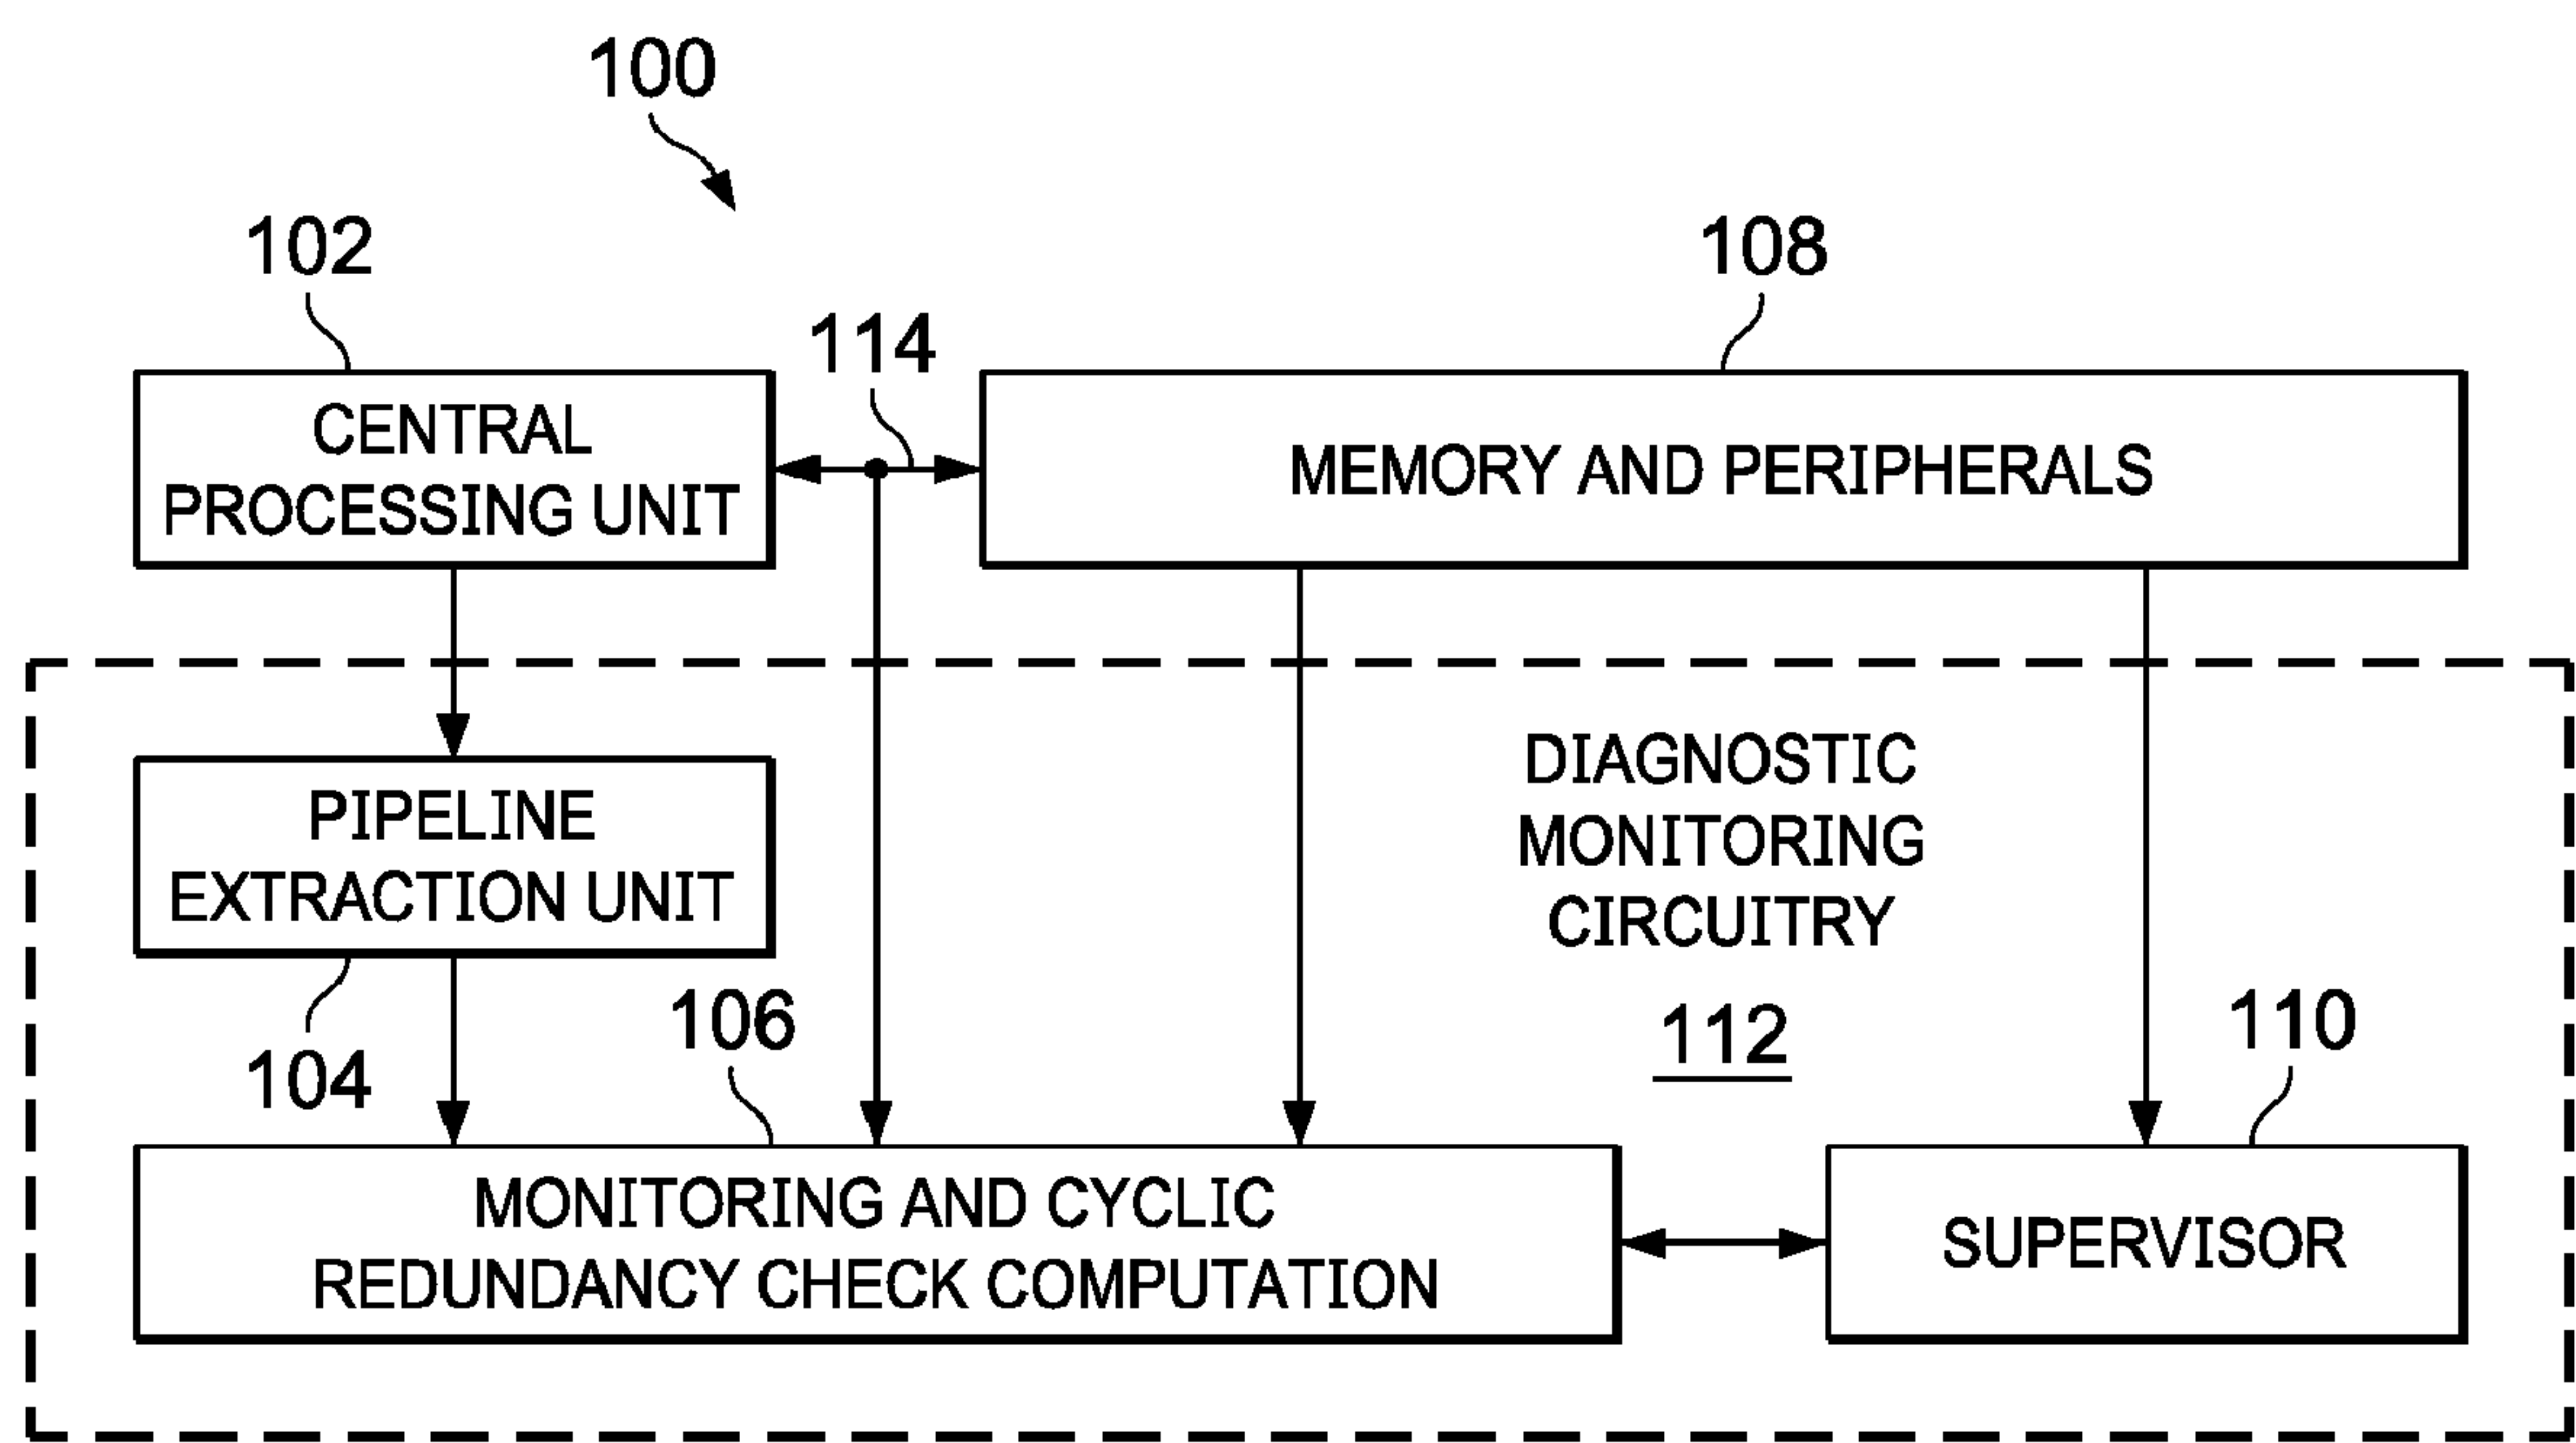 100
102
108
114
CENTRAL
PROCESSING UNIT
MEMORY AND PERIPHERALS
PIPELINE
EXTRACTION UNIT
DIAGNOSTIC
MONITORING
CIRCUITRY
104
106
112
110
MONITORING AND CYCLIC
REDUNDANCY CHECK COMPUTATION
SUPERVISOR